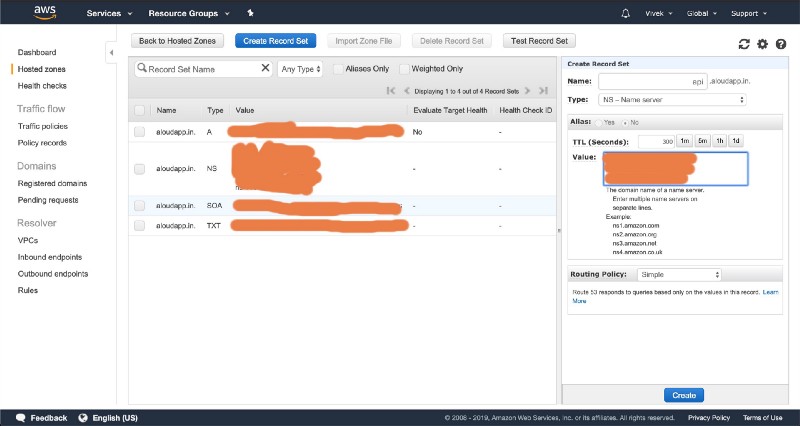 aws
Services
Resource Groups
Vivek
Global
Support
Dashboard
Hosted zones
Health checks
Traffic flow
Traffic policies
Policy records
Domains
Registered domains
Pending requests
Resolver
VPCs
Inbound endpoints
Outbound endpoints
Rules
Back to Hosted Zones
Create Record Set
Import Zone File
Delete Record Set
Test Record Set
Record Set Name
Any Type
Aliases Only
Weighted Only
Displaying 1 to 4 out of 4 Record Sets
Name Type Value Evaluate Target Health Health Check ID
aloudapp.in. A No -
aloudapp.in. NS - -
aloudapp.in. SOA - -
aloudapp.in. TXT - -
Create Record Set
Name: api .aloudapp.in.
Type: NS – Name server
Alias: Yes No
TTL (Seconds): 300 1m 5m 1h 1d
Value:
The domain name of a name server.
Enter multiple name servers on
separate lines.
Example:
ns1.amazon.com
ns2.amazon.org
ns3.amazon.net
ns4.amazon.co.uk
Routing Policy: Simple
Route 53 responds to queries based only on the values in this record. Learn
More
Create
Feedback
English (US)
© 2008 - 2019, Amazon Web Services, Inc. or its affiliates. All rights reserved.
Privacy Policy
Terms of Use